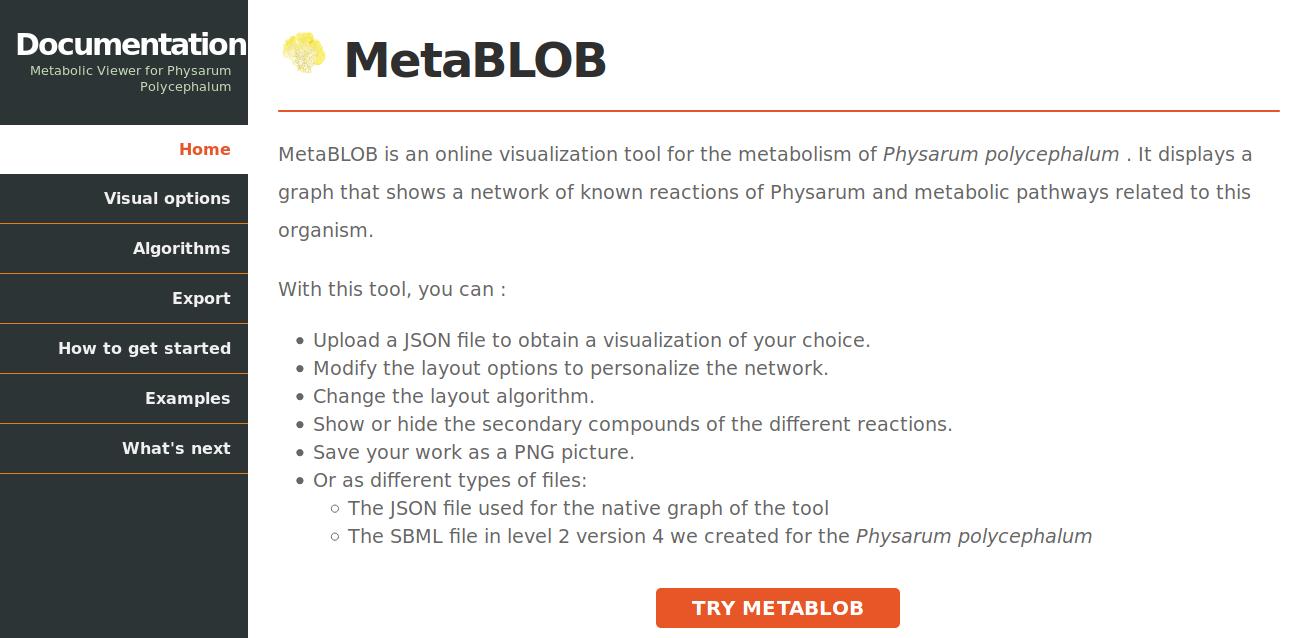 Documentation
Metabolic Viewer for Physarum
Polycephalum
Home
Visual options
Algorithms
Export
How to get started
Examples
What's next
MetaBLOB
MetaBLOB is an online visualization tool for the metabolism of Physarum polycephalum . It displays a
graph that shows a network of known reactions of Physarum and metabolic pathways related to this
organism.
With this tool, you can :
Upload a JSON file to obtain a visualization of your choice.
Modify the layout options to personalize the network.
Change the layout algorithm.
Show or hide the secondary compounds of the different reactions.
Save your work as a PNG picture.
Or as different types of files:
The JSON file used for the native graph of the tool
The SBML file in level 2 version 4 we created for the Physarum polycephalum
TRY METABLOB